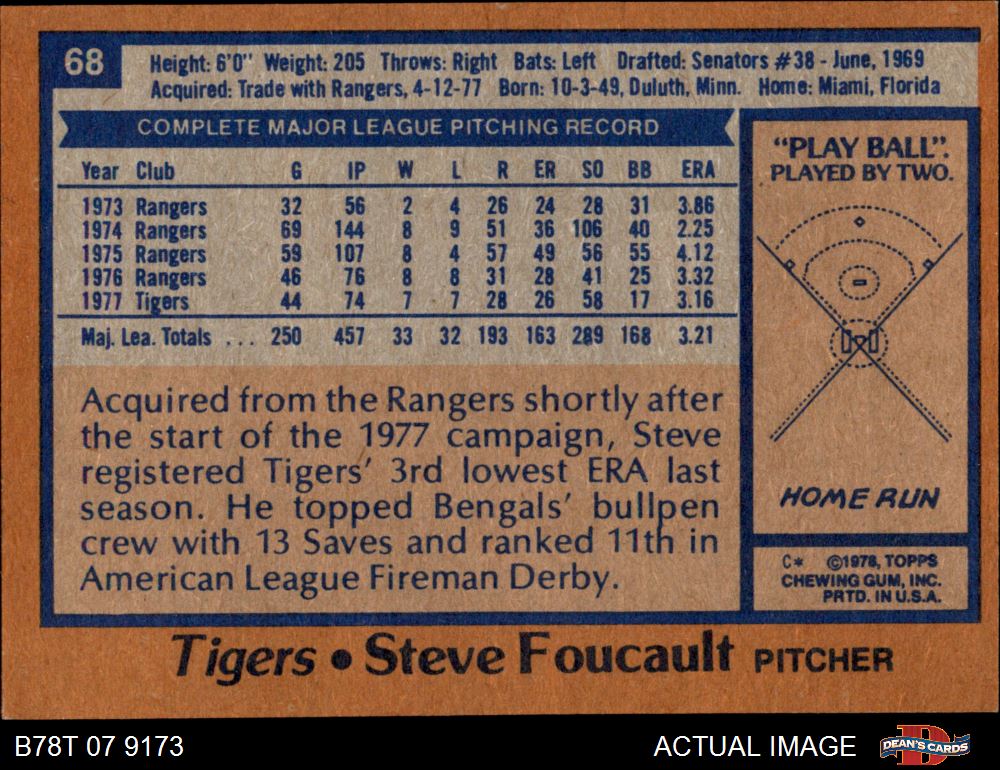 68
Height: 6'0" Weight: 205 Throws: Right Bats: Left Drafted: Senators #38 - June, 1969
Acquired: Trade with Rangers, 4-12-77 Born: 10-3-49, Duluth, Minn. Home: Miami, Florida
COMPLETE MAJOR LEAGUE PITCHING RECORD
Year Club G IP W L R ER SO BB ERA
1973 Rangers 32 56 2 4 26 24 28 31 3.86
1974 Rangers 69 144 8 9 51 36 106 40 2.25
1975 Rangers 59 107 8 4 57 49 56 55 4.12
1976 Rangers 46 76 8 8 31 28 41 25 3.32
1977 Tigers 44 74 7 7 28 26 58 17 3.16
Maj. Lea. Totals ... 250 457 33 32 193 163 289 168 3.21
Acquired from the Rangers shortly after
the start of the 1977 campaign, Steve
registered Tigers' 3rd lowest ERA last
season. He topped Bengals' bullpen
crew with 13 Saves and ranked 11th in
American League Fireman Derby.
"PLAY BALL".
PLAYED BY TWO.
HOME RUN
C* ©1978, TOPPS
CHEWING GUM, INC.
PRTD. IN U.S.A.
Tigers • Steve Foucault PITCHER
B78T 07 9173
ACTUAL IMAGE
D
DEAN'S CARDS